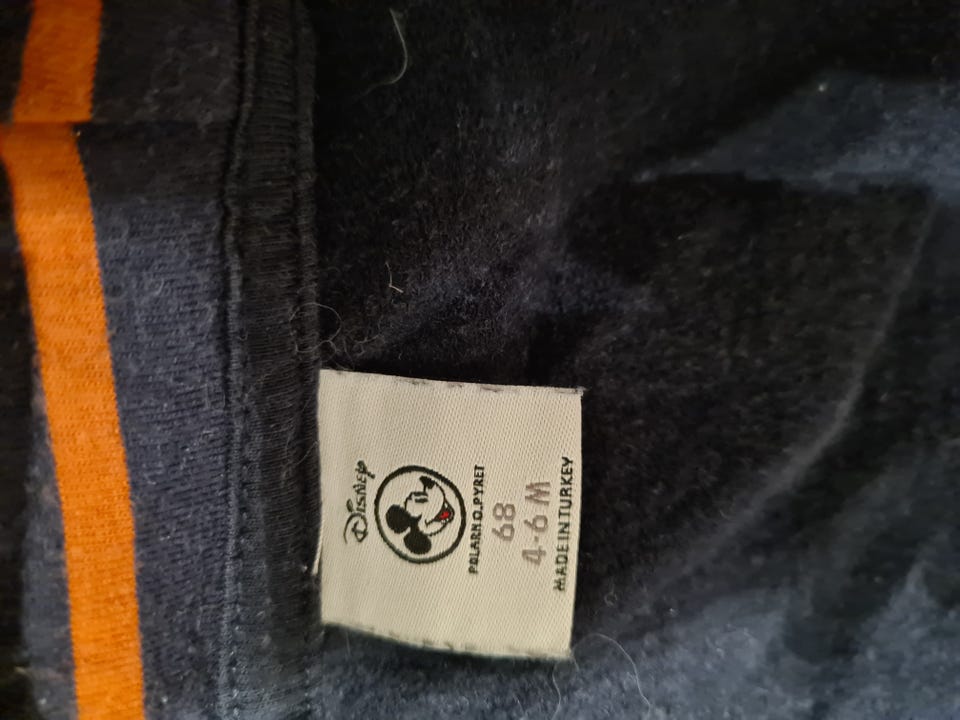 Disney
POLARN O. PYRET
68
4-6 M
MADE IN TURKEY